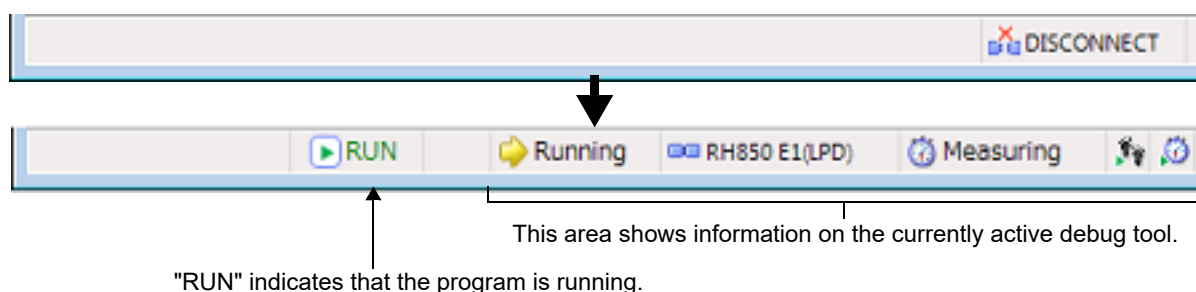 DISCONNECT
RUN Running RH850 E1(LPD) Measuring
This area shows information on the currently active debug tool.
"RUN" indicates that the program is running.